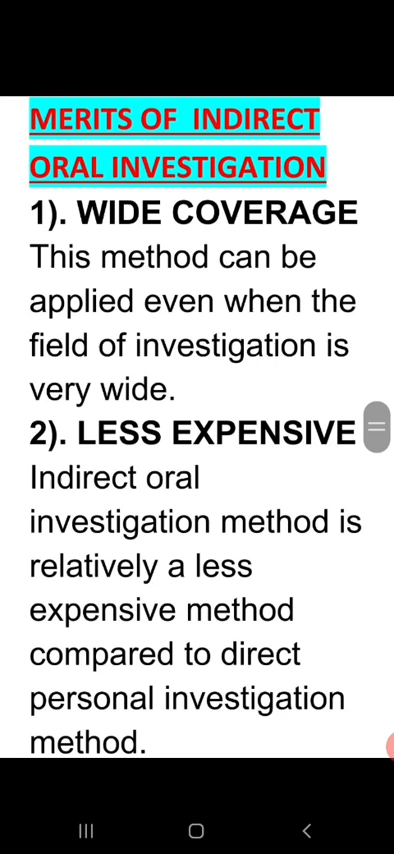 MERITS OF INDIRECT
ORAL INVESTIGATION
1). WIDE COVERAGE
This method can be
applied even when the
field of investigation is
very wide.
2). LESS EXPENSIVE
Indirect oral
investigation method is
relatively a less
expensive method
compared to direct
personal investigation
method.